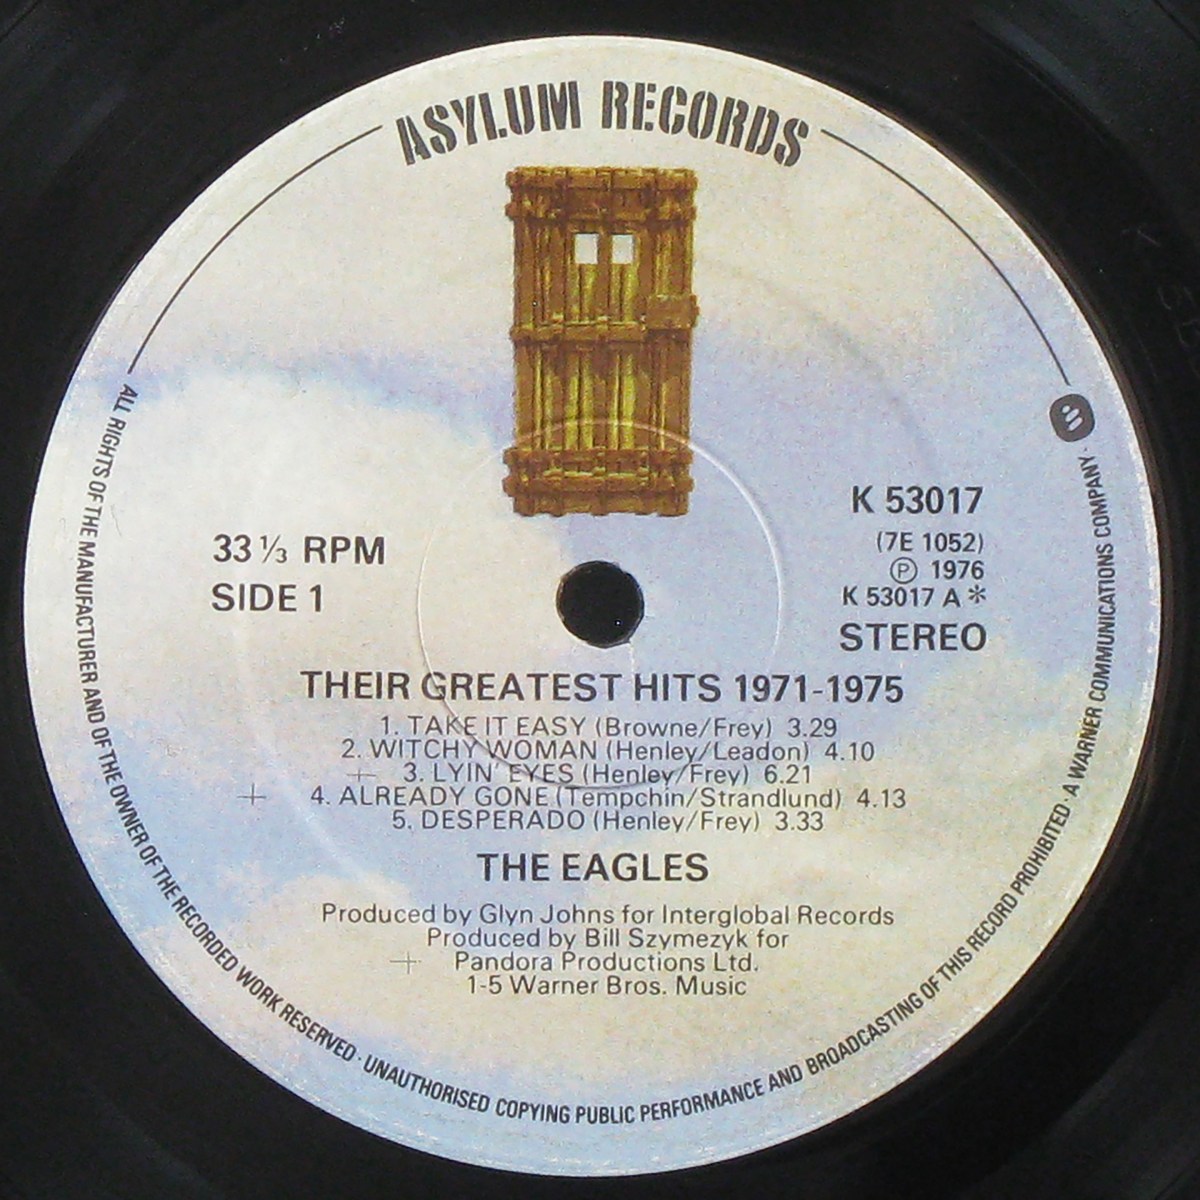 ASYLUM RECORDS
K 53017
(7E 1052)
℗ 1976
K 53017 A *
STEREO
33 ⅓ RPM
SIDE 1
THEIR GREATEST HITS 1971-1975
1. TAKE IT EASY (Browne/Frey) 3.29
2. WITCHY WOMAN (Henley/Leadon) 4.10
+ 3. LYIN' EYES (Henley/Frey) 6.21
+ 4. ALREADY GONE (Tempchin/Strandlund) 4.13
5. DESPERADO (Henley/Frey) 3.33
THE EAGLES
Produced by Glyn Johns for Interglobal Records
Produced by Bill Szymezyk for
+ Pandora Productions Ltd.
1-5 Warner Bros. Music
ALL RIGHTS OF THE MANUFACTURER AND OF THE OWNER OF THE RECORDED WORK RESERVED · UNAUTHORISED COPYING PUBLIC PERFORMANCE AND BROADCASTING OF THIS RECORD PROHIBITED · A WARNER COMMUNICATIONS COMPANY ·